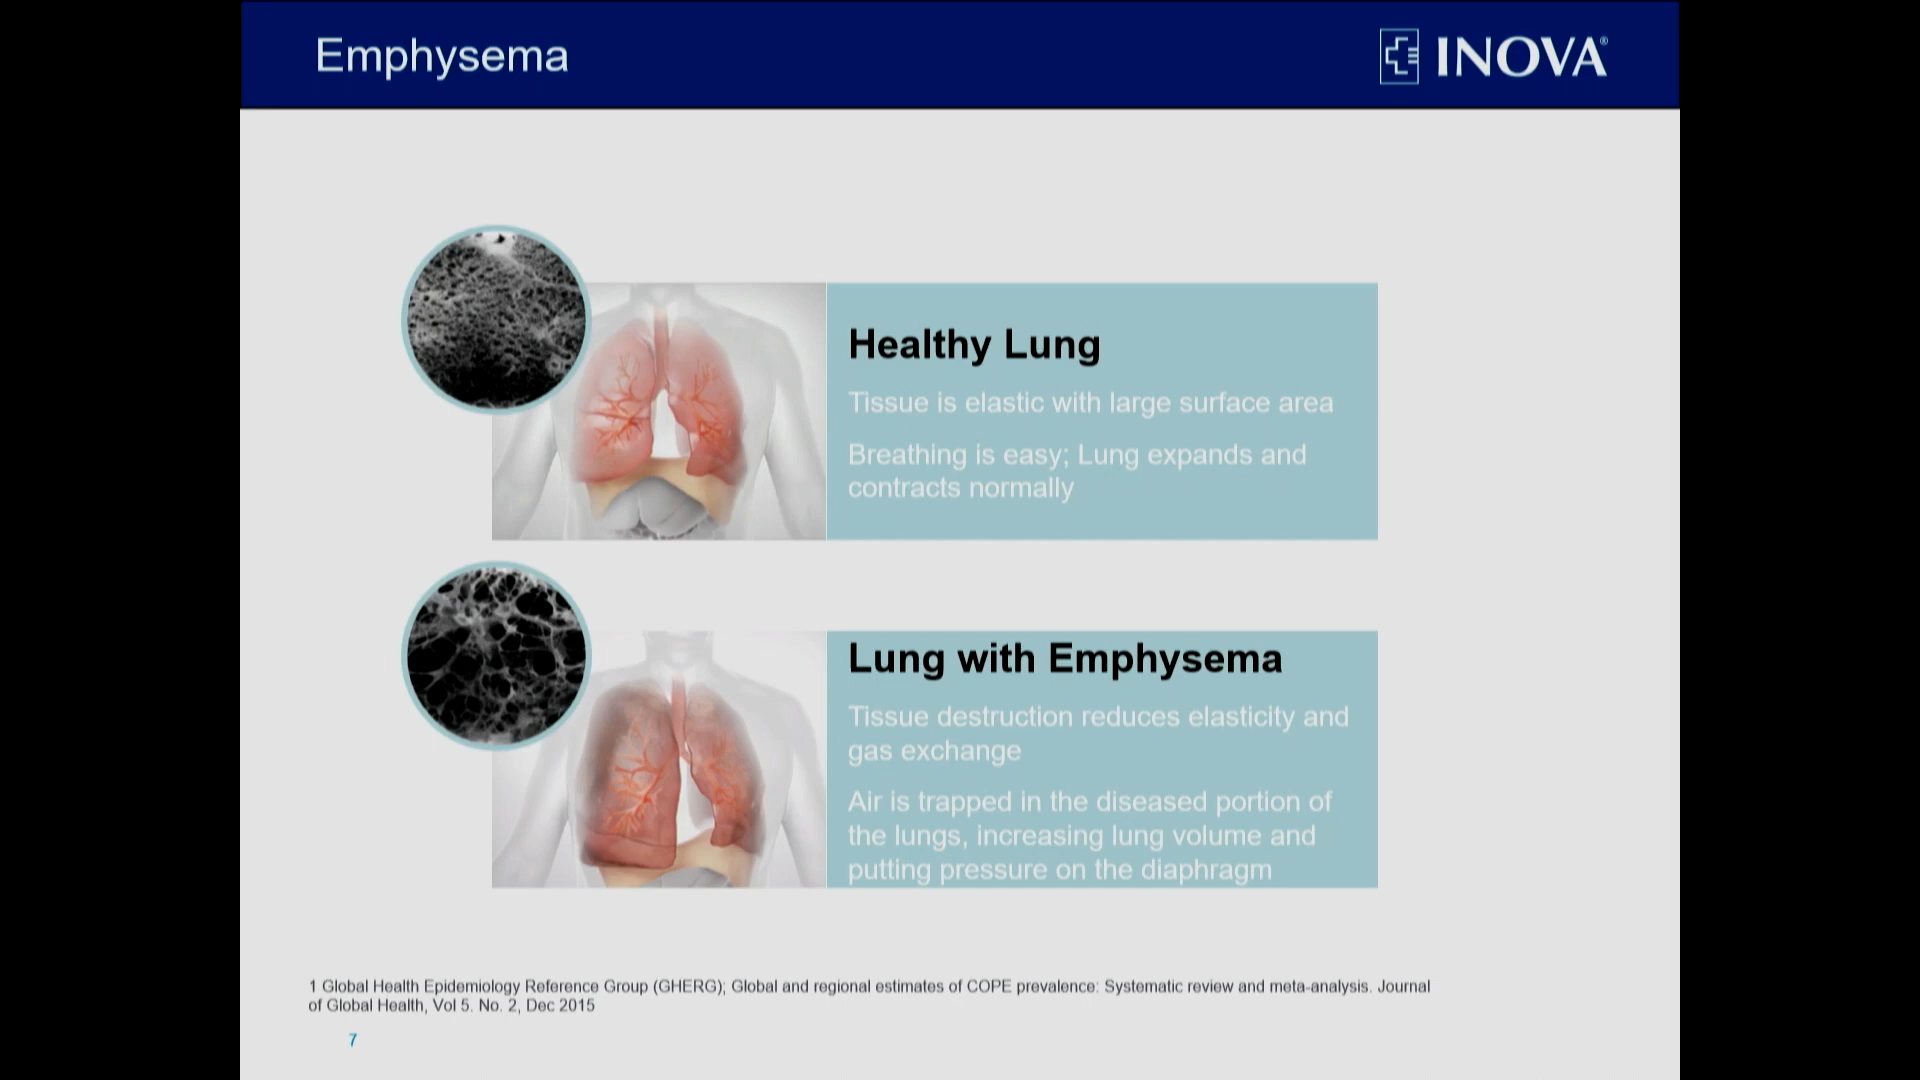 Emphysema
INOVA®
Healthy Lung
Tissue is elastic with large surface area
Breathing is easy; Lung expands and
contracts normally
Lung with Emphysema
Tissue destruction reduces elasticity and
gas exchange
Air is trapped in the diseased portion of
the lungs, increasing lung volume and
putting pressure on the diaphragm
1 Global Health Epidemiology Reference Group (GHERG); Global and regional estimates of COPE prevalence: Systematic review and meta-analysis. Journal
of Global Health, Vol 5. No. 2, Dec 2015
7